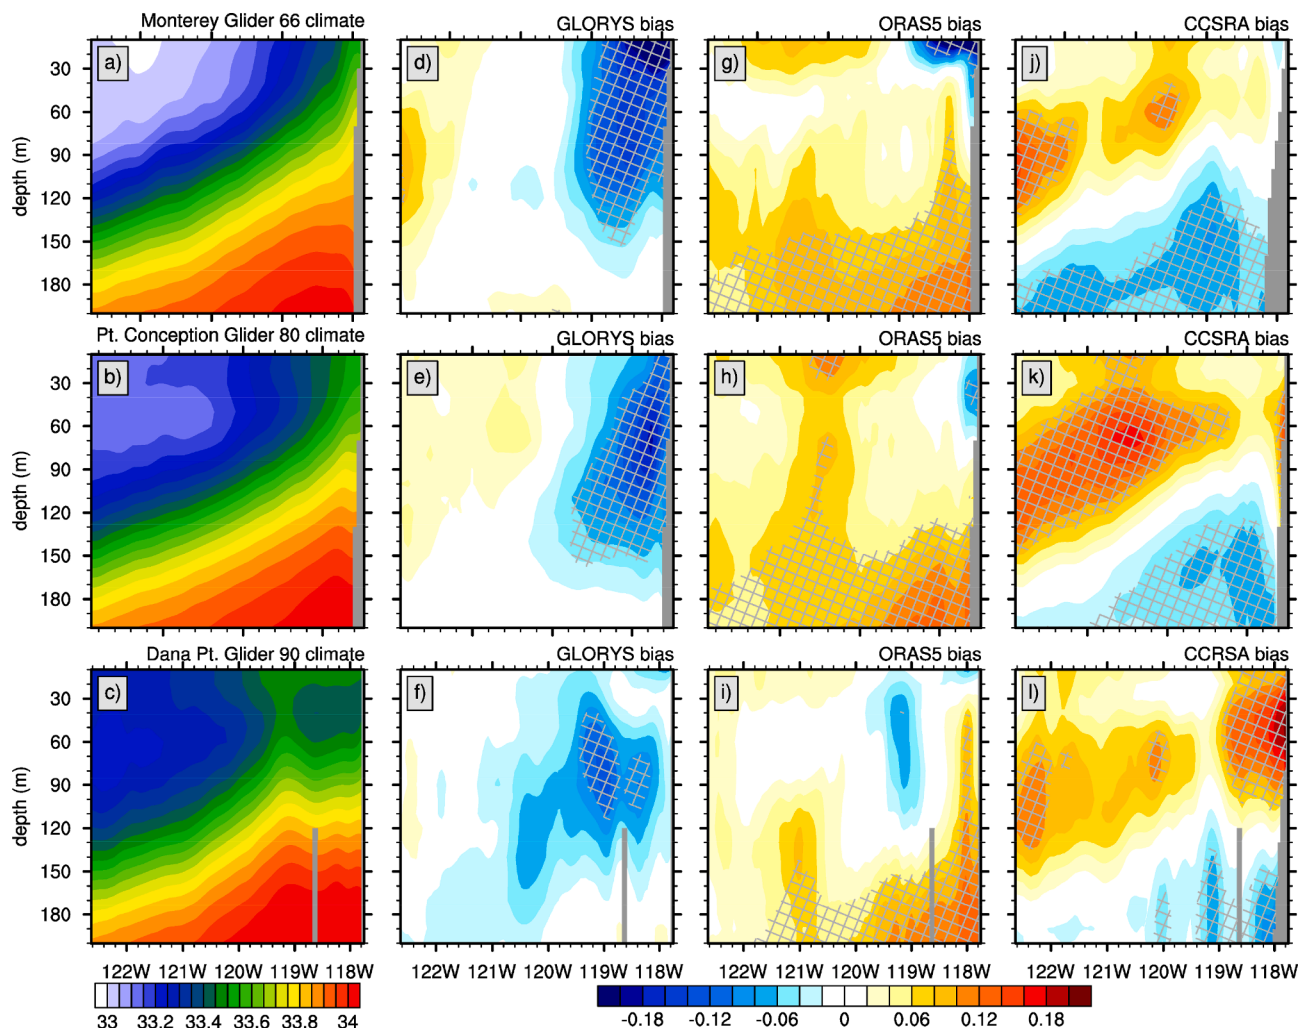 Monterey Glider 66 climate
GLORYS bias
ORAS5 bias
CCSRA bias
a)
d)
g)
j)
depth (m)
30
60
90
120
150
180
Pt. Conception Glider 80 climate
GLORYS bias
ORAS5 bias
CCSRA bias
b)
e)
h)
k)
depth (m)
30
60
90
120
150
180
Dana Pt. Glider 90 climate
GLORYS bias
ORAS5 bias
CCRSA bias
c)
f)
i)
l)
depth (m)
30
60
90
120
150
180
122W 121W 120W 119W 118W
122W 121W 120W 119W 118W
122W 121W 120W 119W 118W
122W 121W 120W 119W 118W
33 33.2 33.4 33.6 33.8 34
-0.18 -0.12 -0.06 0 0.06 0.12 0.18